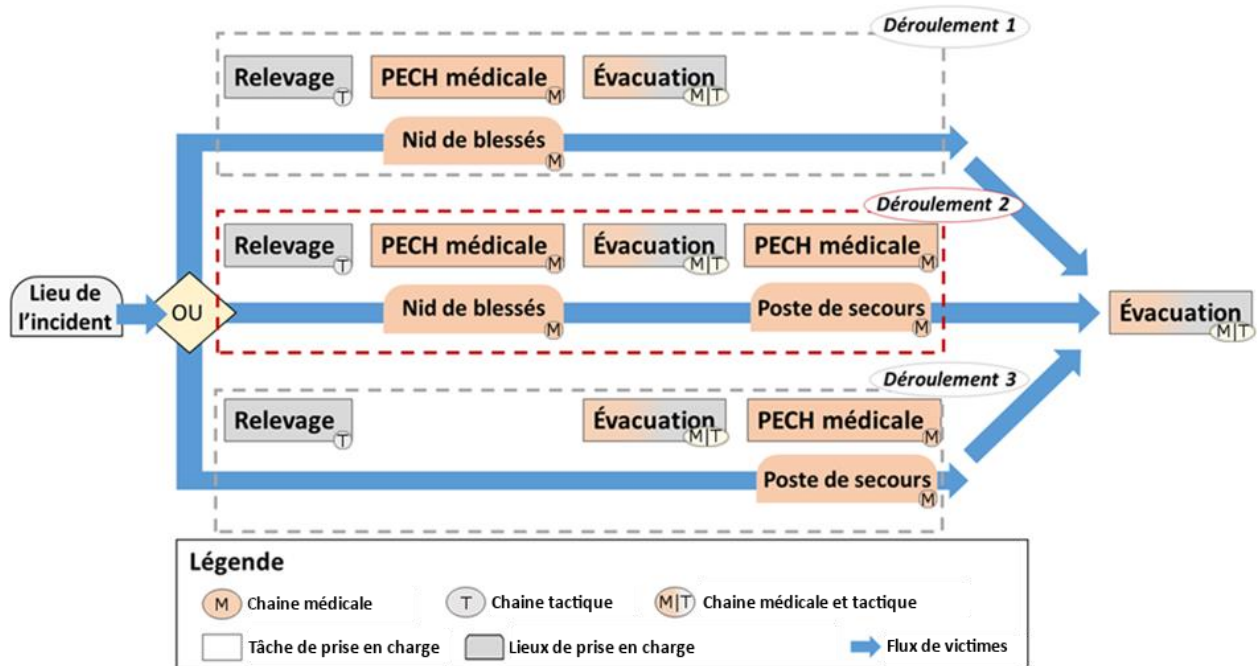 Déroulement 1
Relevage T PECH médicale M Évacuation M|T
Nid de blessés M
Déroulement 2
Relevage T PECH médicale M Évacuation M|T PECH médicale M
Lieu de
l'incident
OU
Nid de blessés M
Poste de secours M
Évacuation M|T
Déroulement 3
Relevage T Évacuation M|T PECH médicale M
Poste de secours M
Légende
M Chaine médicale T Chaine tactique M|T Chaine médicale et tactique
Tâche de prise en charge Lieux de prise en charge Flux de victimes